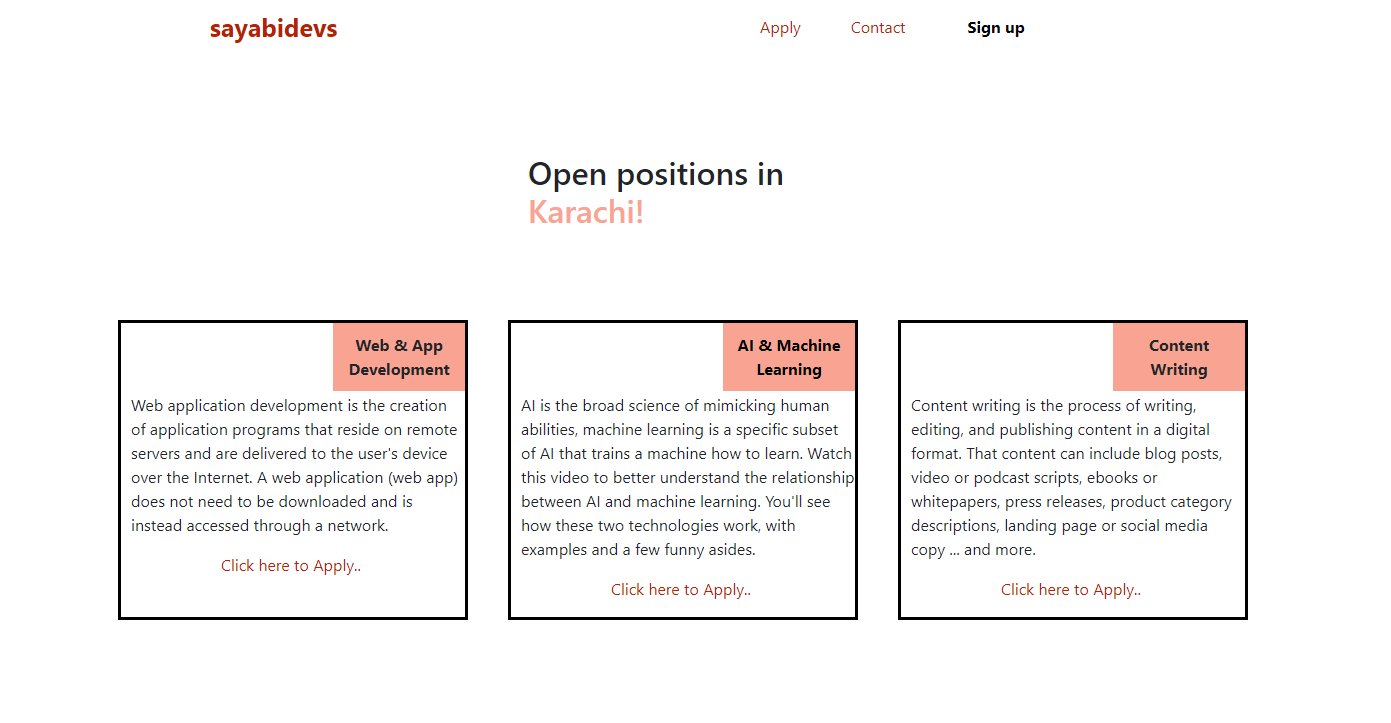 sayabidevs
Apply
Contact
Sign up
Open positions in
Karachi!
Web & App
Development
Web application development is the creation
of application programs that reside on remote
servers and are delivered to the user's device
over the Internet. A web application (web app)
does not need to be downloaded and is
instead accessed through a network.
Click here to Apply..
AI & Machine
Learning
AI is the broad science of mimicking human
abilities, machine learning is a specific subset
of AI that trains a machine how to learn. Watch
this video to better understand the relationship
between AI and machine learning. You'll see
how these two technologies work, with
examples and a few funny asides.
Click here to Apply..
Content
Writing
Content writing is the process of writing,
editing, and publishing content in a digital
format. That content can include blog posts,
video or podcast scripts, ebooks or
whitepapers, press releases, product category
descriptions, landing page or social media
copy ... and more.
Click here to Apply..